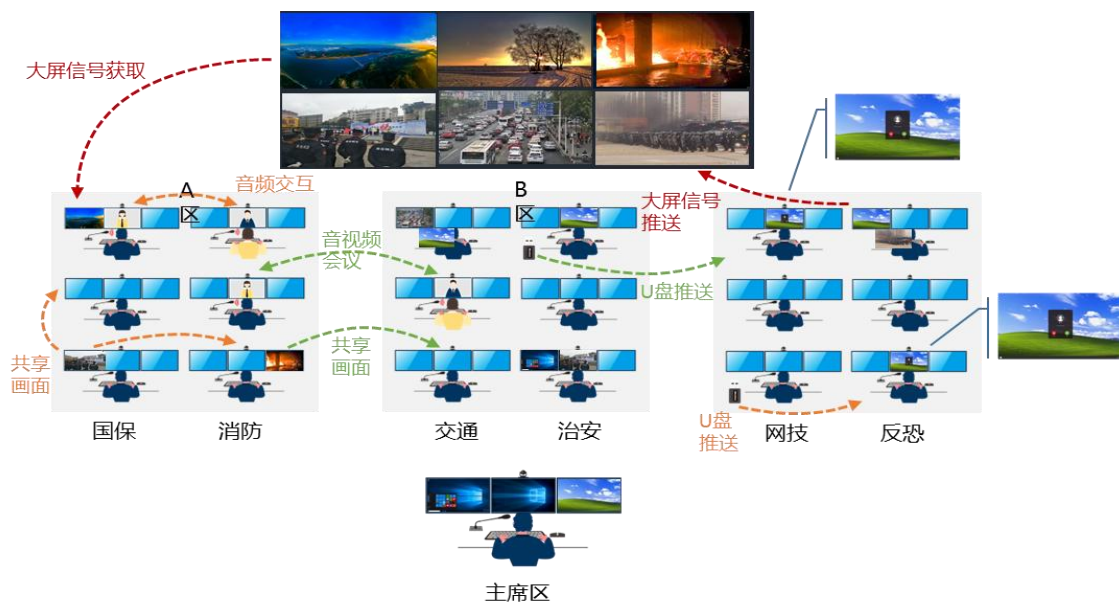 大屏信号获取
A
区
音频交互
B
区
大屏信号
推送
音视频
会议
U盘推送
共享
画面
共享
画面
U盘
推送
国保
消防
交通
治安
网技
反恐
主席区